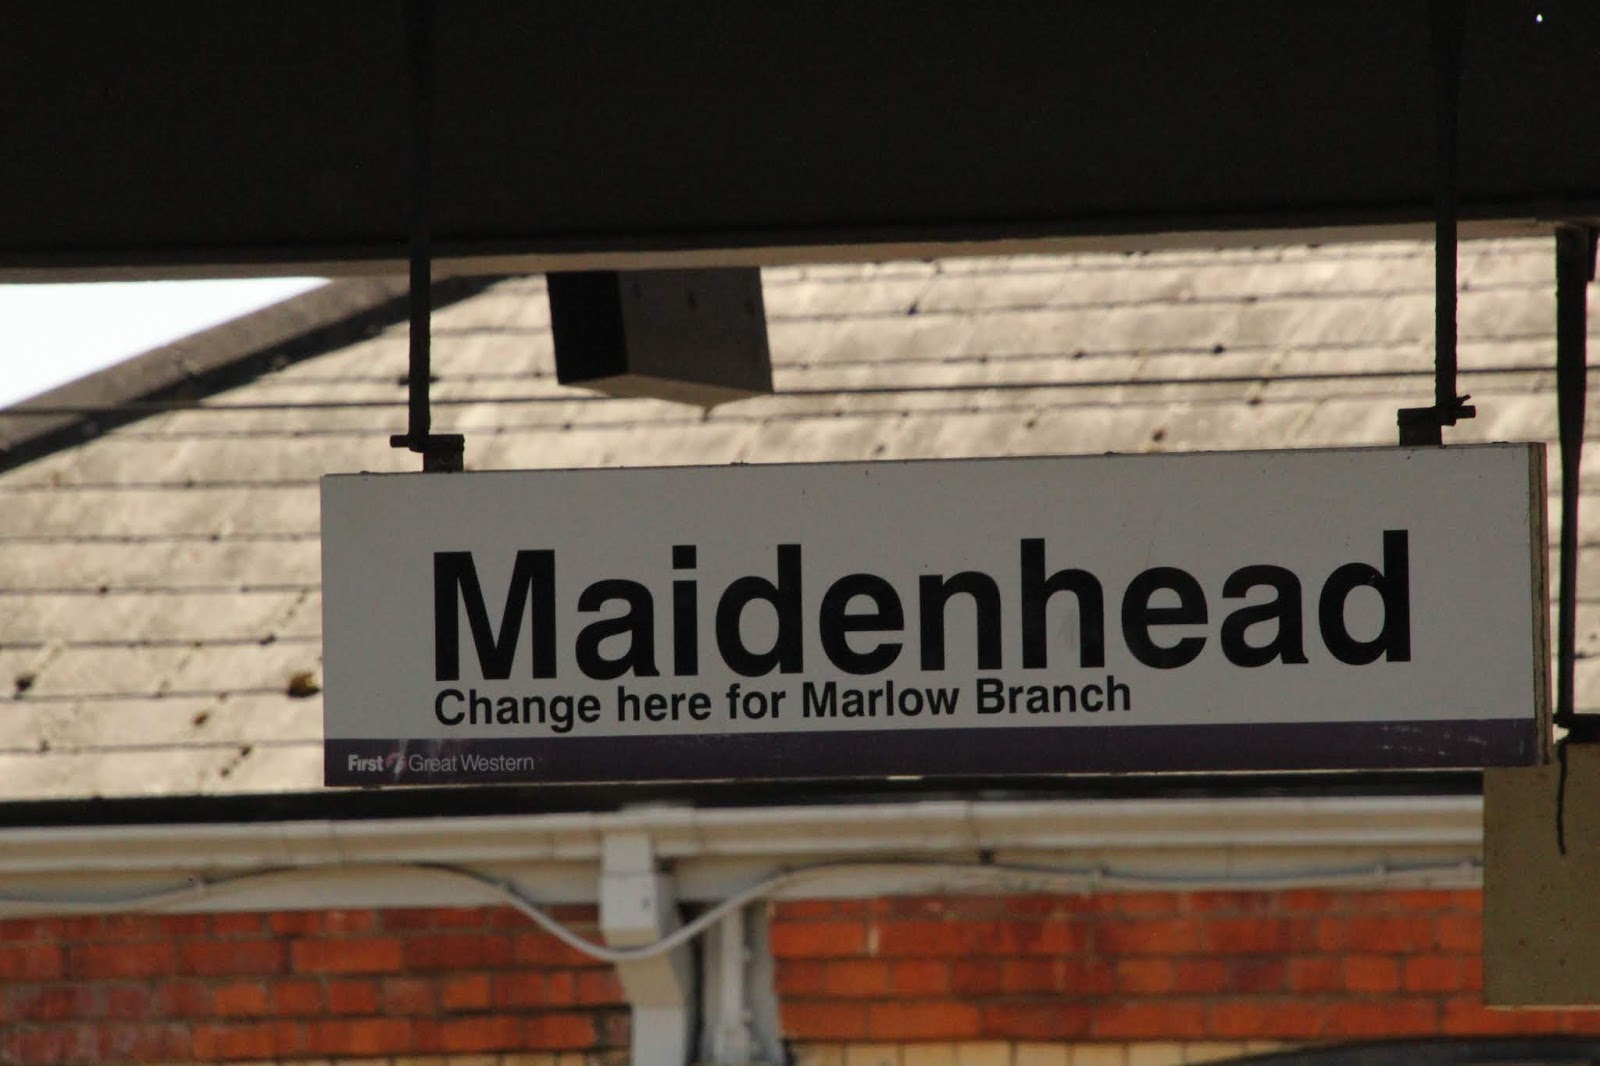 Maidenhead
Change here for Marlow Branch
First Great Western